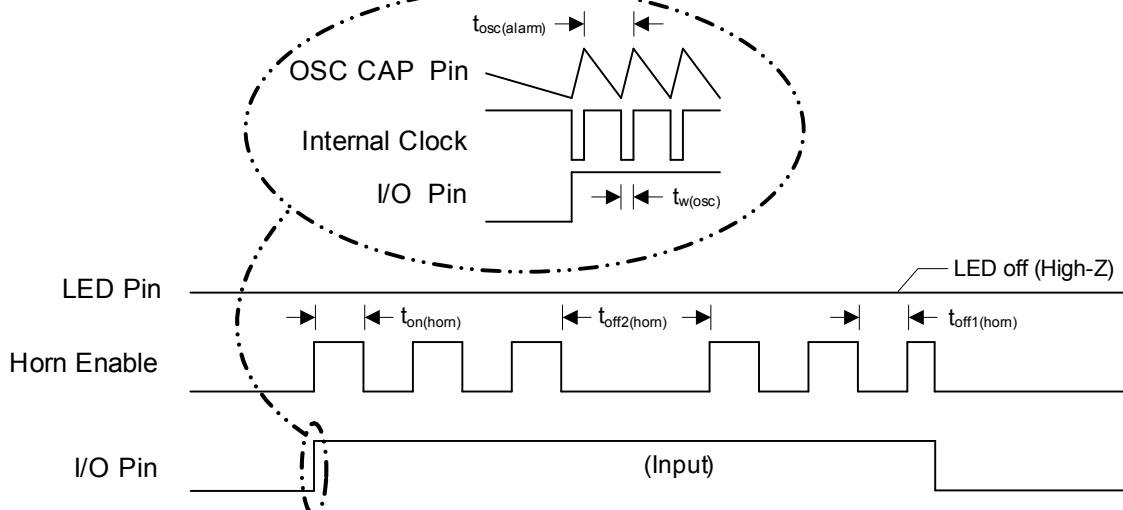 tosc(alarm)
OSC CAP Pin
Internal Clock
I/O Pin
tw(osc)
LED off (High-Z)
LED Pin
ton(horn)
toff2(horn)
toff1(horn)
Horn Enable
I/O Pin
(Input)